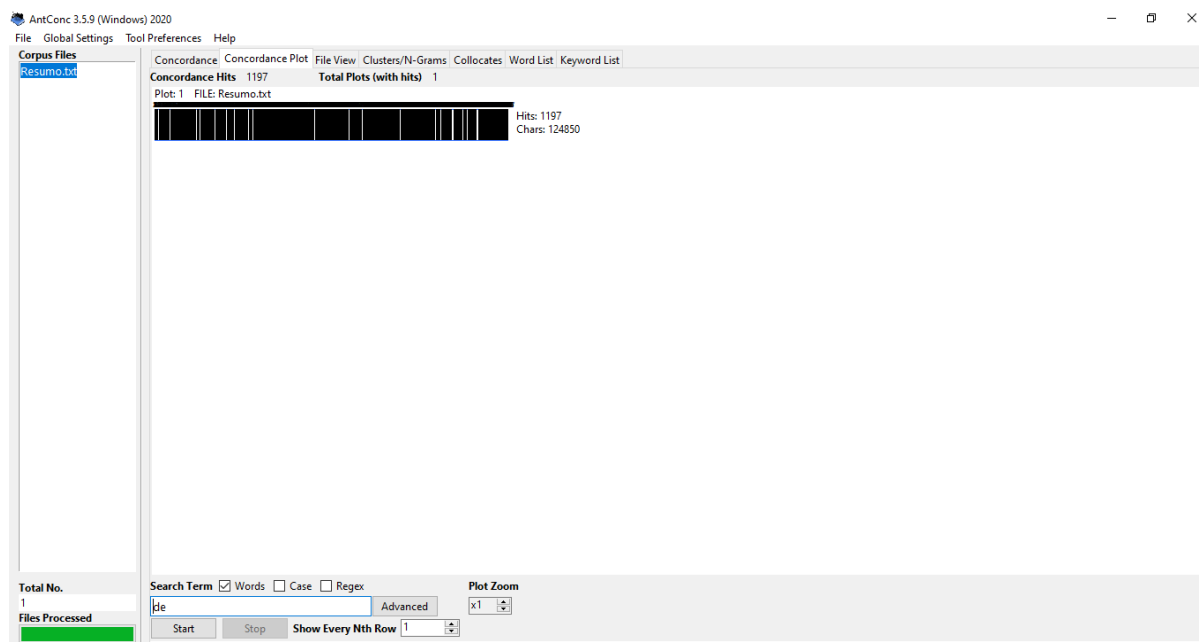 AntConc 3.5.9 (Windows) 2020
File Global Settings Tool Preferences Help
Corpus Files
Resumo.txt
Concordance Concordance Plot File View Clusters/N-Grams Collocates Word List Keyword List
Concordance Hits 1197 Total Plots (with hits) 1
Plot: 1 FILE: Resumo.txt
Hits: 1197
Chars: 124850
Total No.
1
Files Processed
Search Term Words Case Regex Plot Zoom
de Advanced x1
Start Stop Show Every Nth Row 1